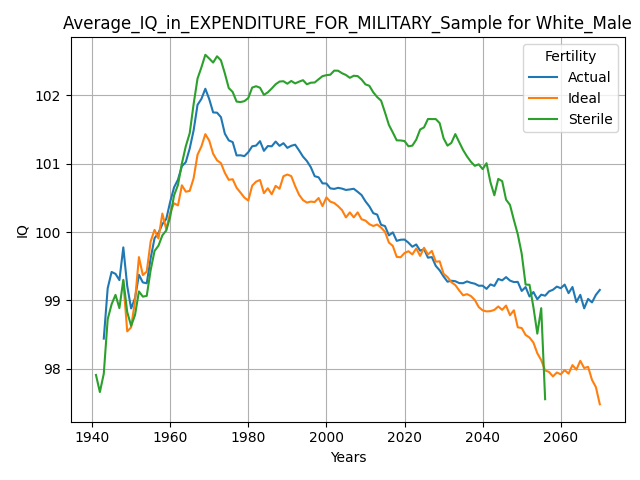 Average_IQ_in_EXPENDITURE_FOR_MILITARY_Sample for White_Male
Fertility
Actual
Ideal
Sterile
102
101
100
99
98
IQ
1940
1960
1980
2000
2020
2040
2060
Years